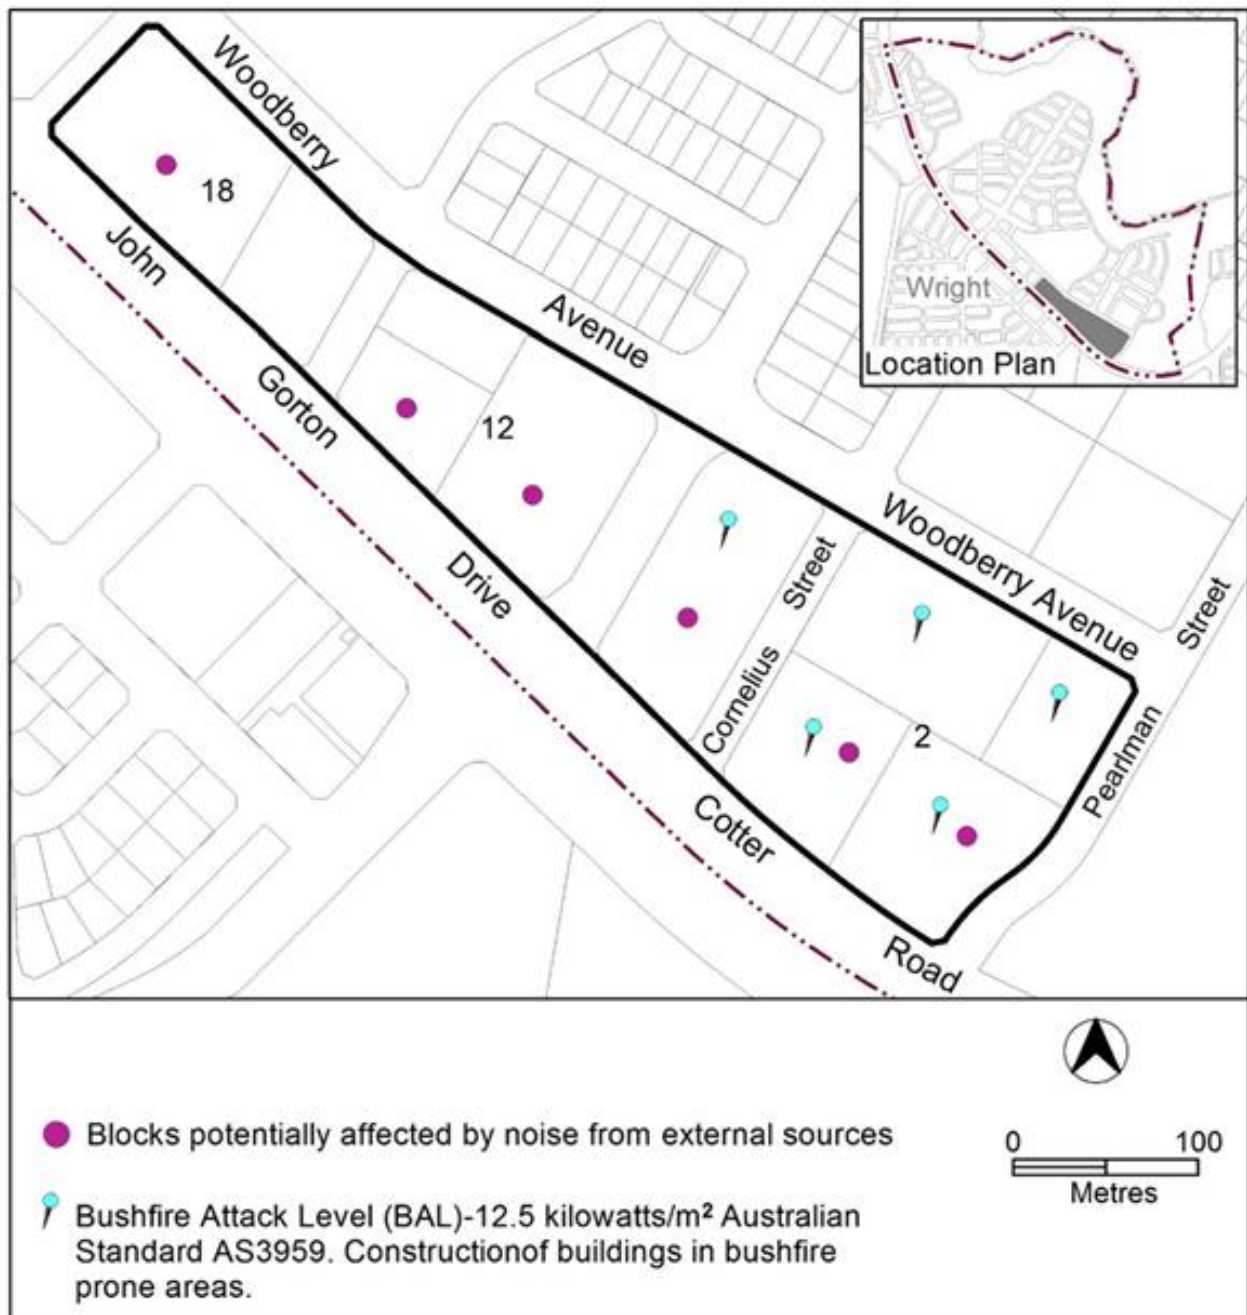 Woodberry
Avenue
Woodberry Avenue
18
12
2
John
Gorton
Drive
Cotter
Road
Cornelius
Street
Pearlman
Street
Wright
Location Plan
Blocks potentially affected by noise from external sources
Bushfire Attack Level (BAL)-12.5 kilowatts/m² Australian
Standard AS3959. Constructionof buildings in bushfire
prone areas.
0 100
Metres